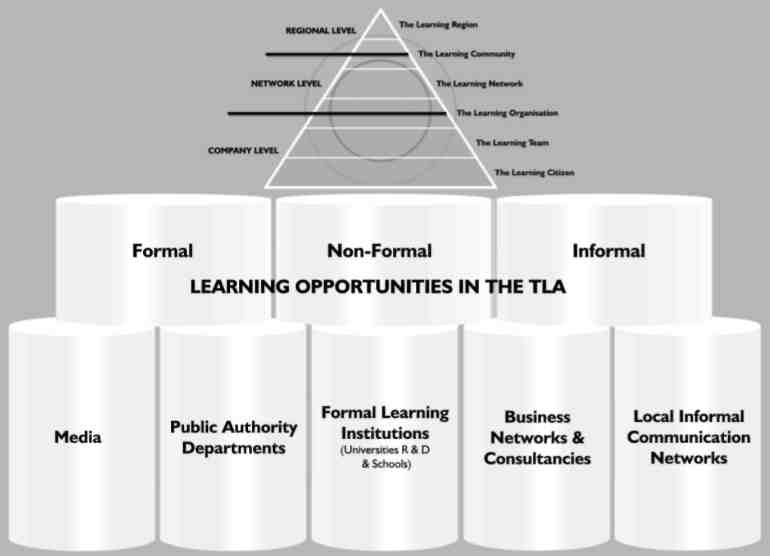 REGIONAL LEVEL
The Learning Region
The Learning Community
NETWORK LEVEL
The Learning Network
The Learning Organisation
COMPANY LEVEL
The Learning Team
The Learning Citizen
Formal
Non-Formal
Informal
LEARNING OPPORTUNITIES IN THE TLA
Media
Public Authority
Departments
Formal Learning
Institutions
(Universities R & D
& Schools)
Business
Networks &
Consultancies
Local Informal
Communication
Networks